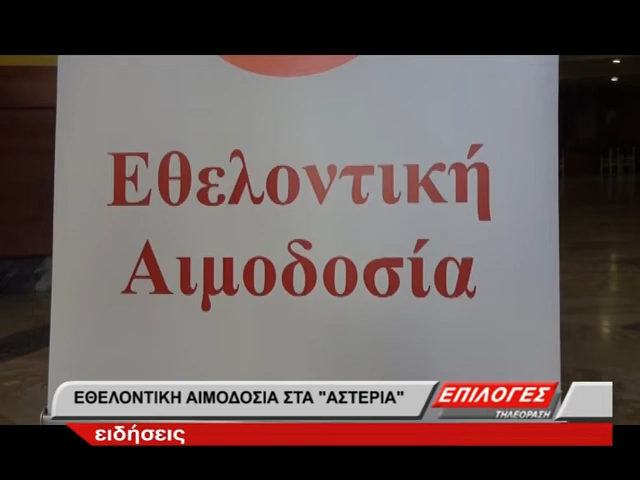 Εθελοντική
Αιμοδοσία
ΕΘΕΛΟΝΤΙΚΗ ΑΙΜΟΔΟΣΙΑ ΣΤΑ "ΑΣΤΕΡΙΑ"
ΕΠΙΛΟΓΕΣ
ΤΗΛΕΟΡΑΣΗ
ειδήσεις